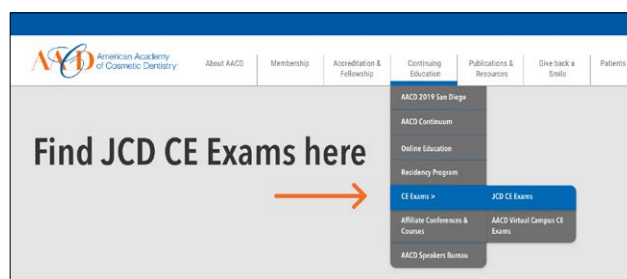 AACD American Academy
of Cosmetic Dentistry
About AACD
Membership
Accreditation &
Fellowship
Continuing
Education
Publications &
Resources
Give back a
Smile
Patients
Find JCD CE Exams here
AACD 2019 San Diego
AACD Continuum
Online Education
Residency Program
CE Exams >
JCD CE Exams
AACD Virtual Campus CE
Exams
Affiliate Conferences &
Courses
AACD Speakers Bureau